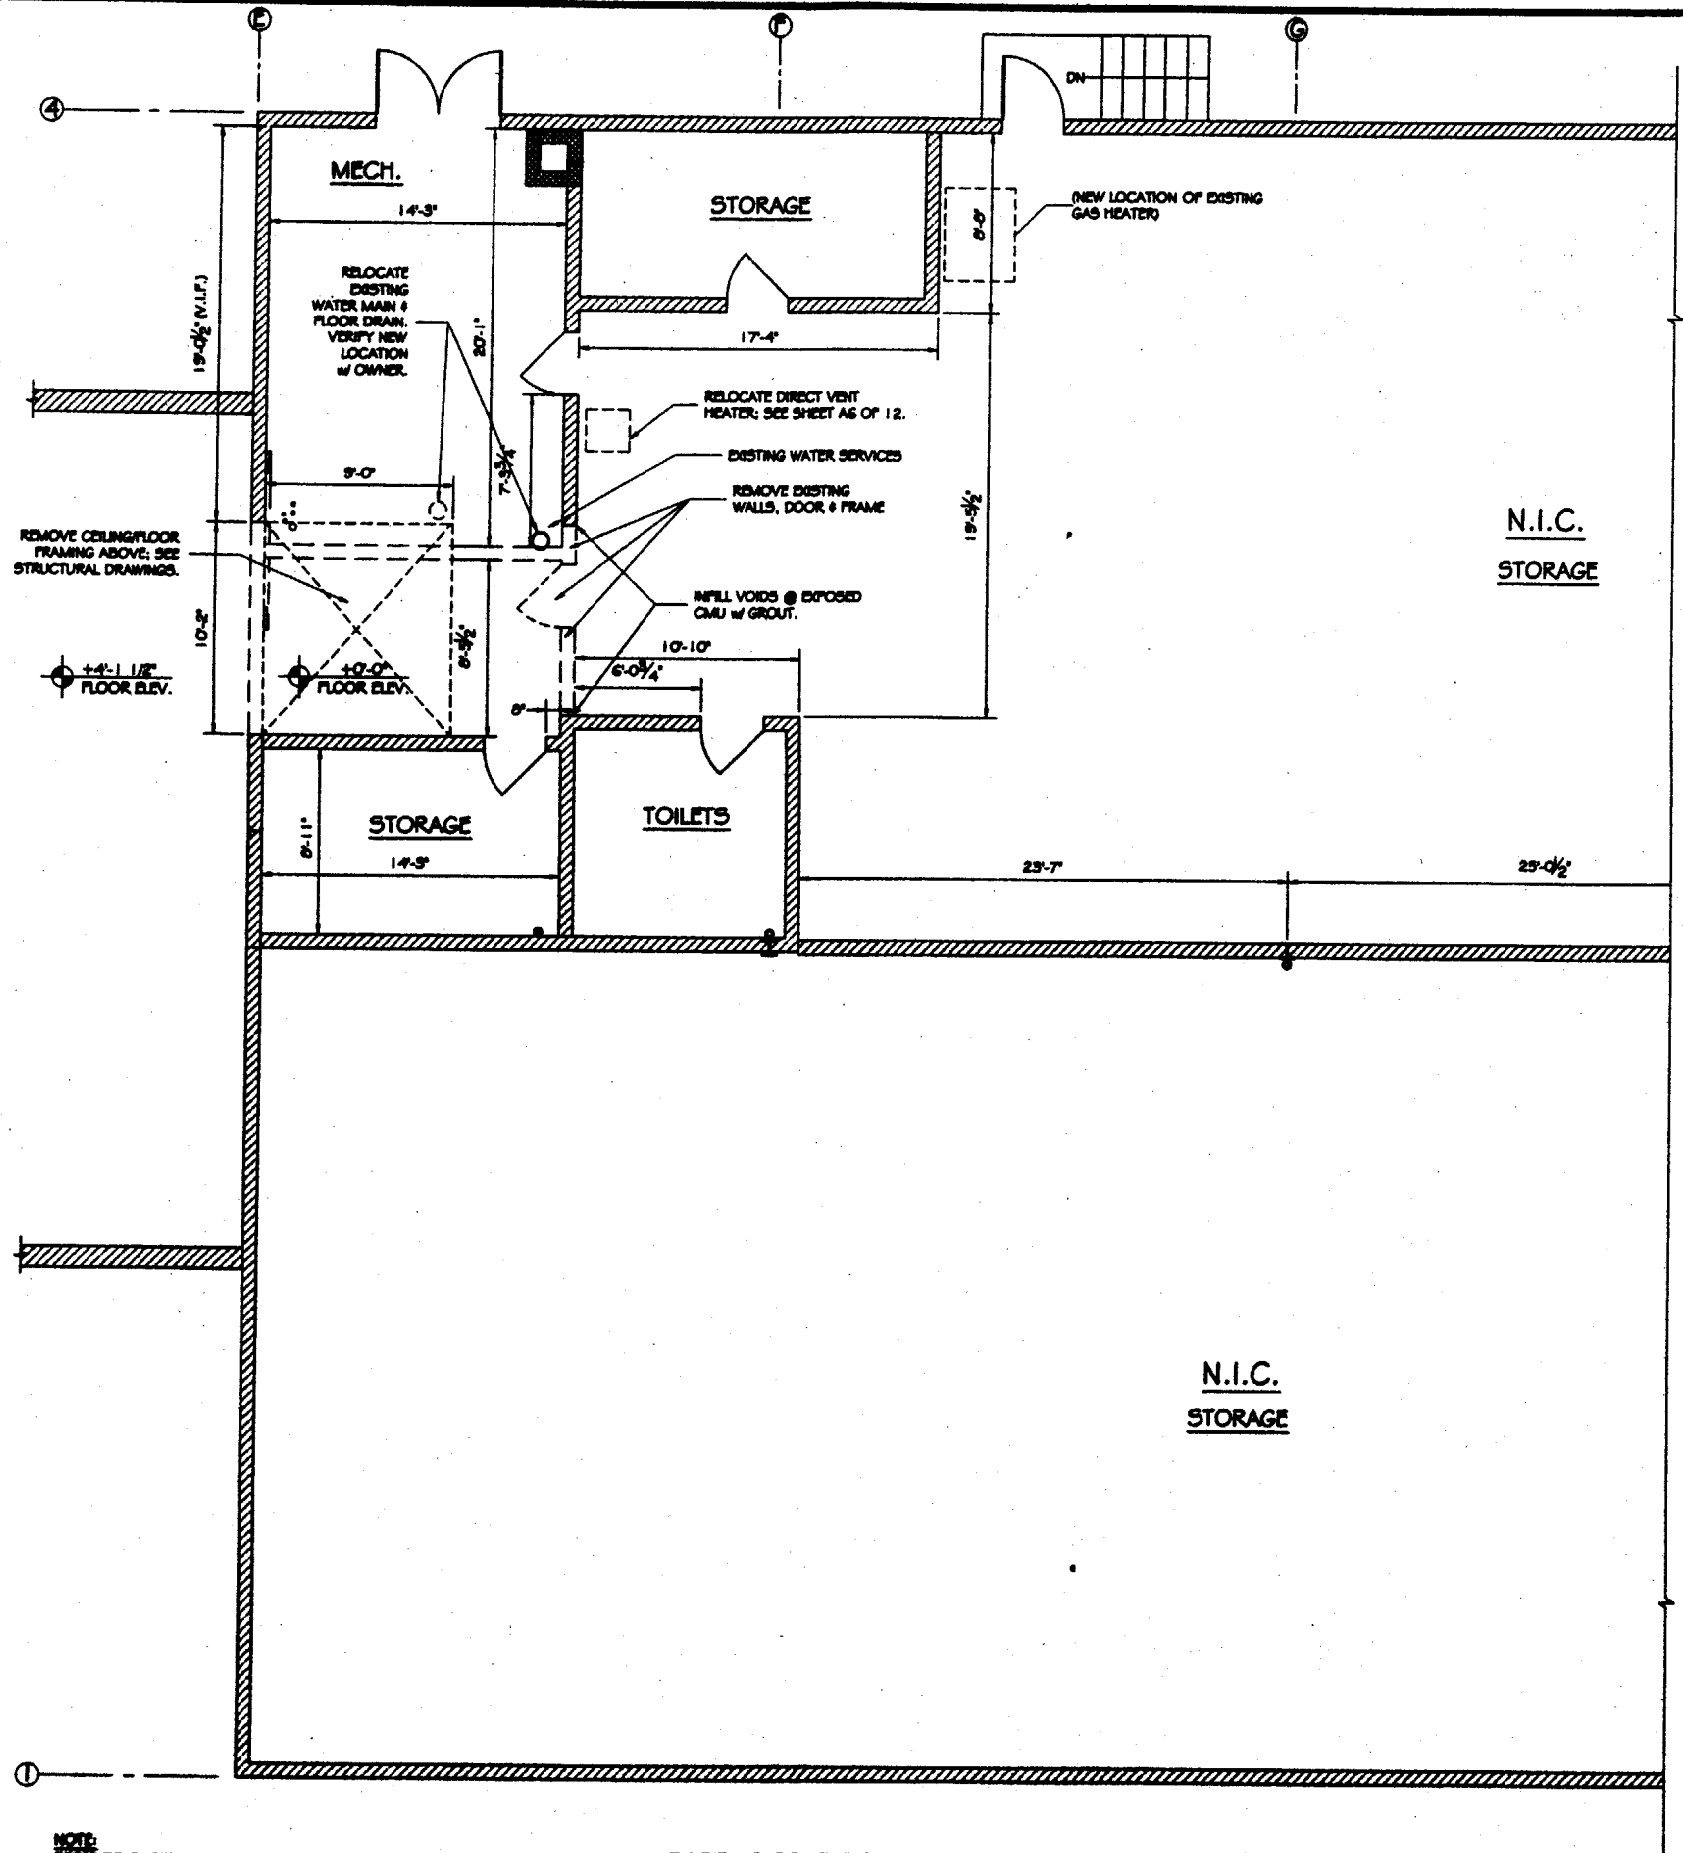 E
F
G
4
DN
MECH.
14'-3"
STORAGE
8'-8"
(NEW LOCATION OF EXISTING
GAS HEATER)
RELOCATE
EXISTING
WATER MAIN &
FLOOR DRAIN.
VERIFY NEW
LOCATION
w/ OWNER.
19'-0½" (V.I.F.)
20'-1"
17'-4"
RELOCATE DIRECT VENT
HEATER; SEE SHEET A6 OF 12.
EXISTING WATER SERVICES
9'-0"
7'-3¾"
REMOVE EXISTING
WALLS, DOOR & FRAME
19'-5½"
N.I.C.
STORAGE
REMOVE CEILING/FLOOR
FRAMING ABOVE; SEE
STRUCTURAL DRAWINGS.
INFILL VOIDS @ EXPOSED
CMU w/ GROUT.
10'-2"
8'-5½"
10'-10"
6'-0¾"
+4'-1 1/2"
FLOOR ELEV.
+0'-0"
FLOOR ELEV.
8"
STORAGE
TOILETS
8'-11"
14'-3"
23'-7"
25'-0½"
N.I.C.
STORAGE
1
NOTE: